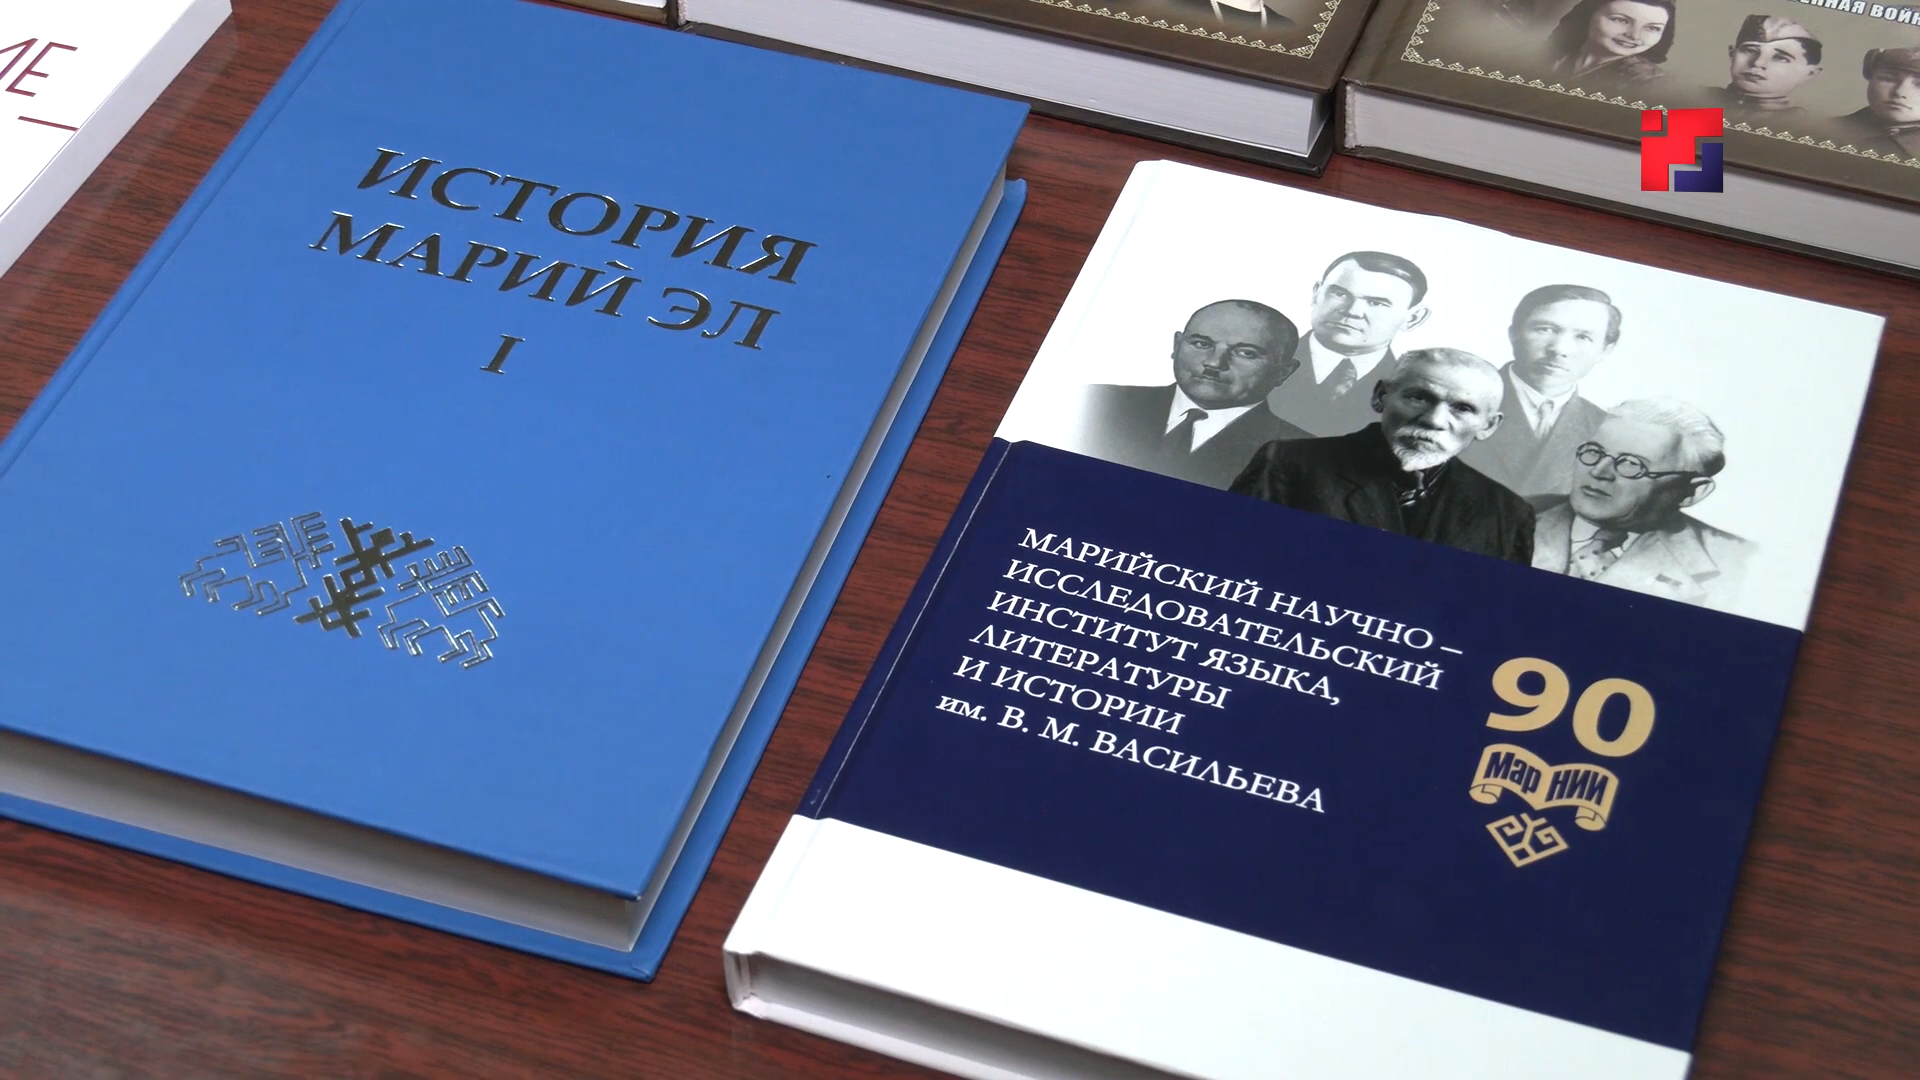 ИСТОРИЯ
МАРИЙ ЭЛ
I
МАРИЙСКИЙ НАУЧНО –
ИССЛЕДОВАТЕЛЬСКИЙ
ИНСТИТУТ ЯЗЫКА,
ЛИТЕРАТУРЫ
И ИСТОРИИ
им. В. М. ВАСИЛЬЕВА
90
Мар НИИ